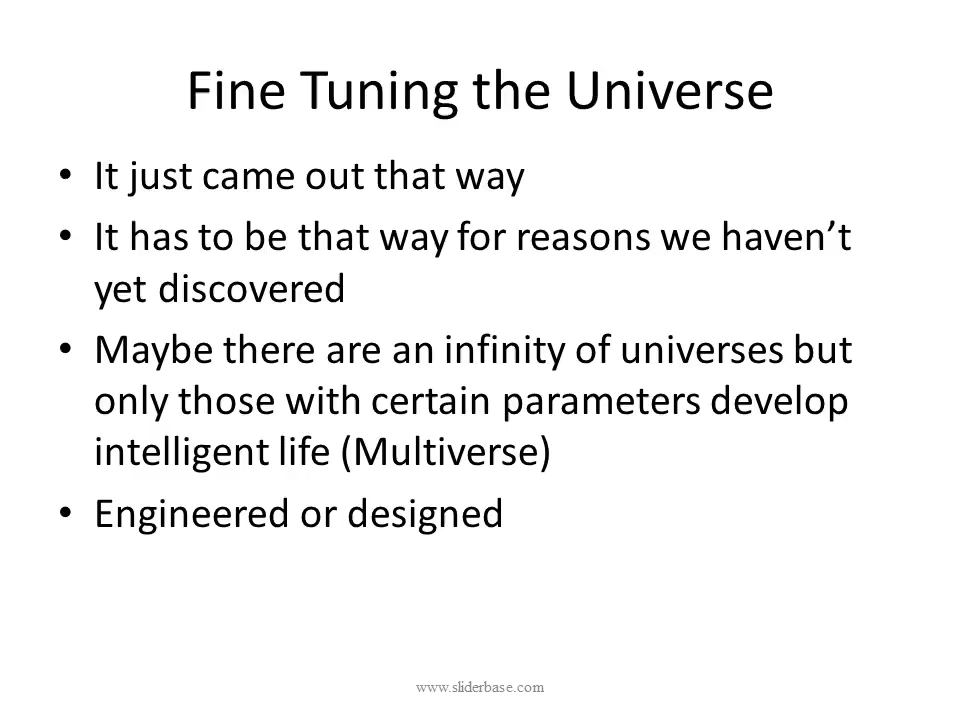 Fine Tuning the Universe
• It just came out that way
• It has to be that way for reasons we haven’t
yet discovered
• Maybe there are an infinity of universes but
only those with certain parameters develop
intelligent life (Multiverse)
• Engineered or designed
www.sliderbase.com